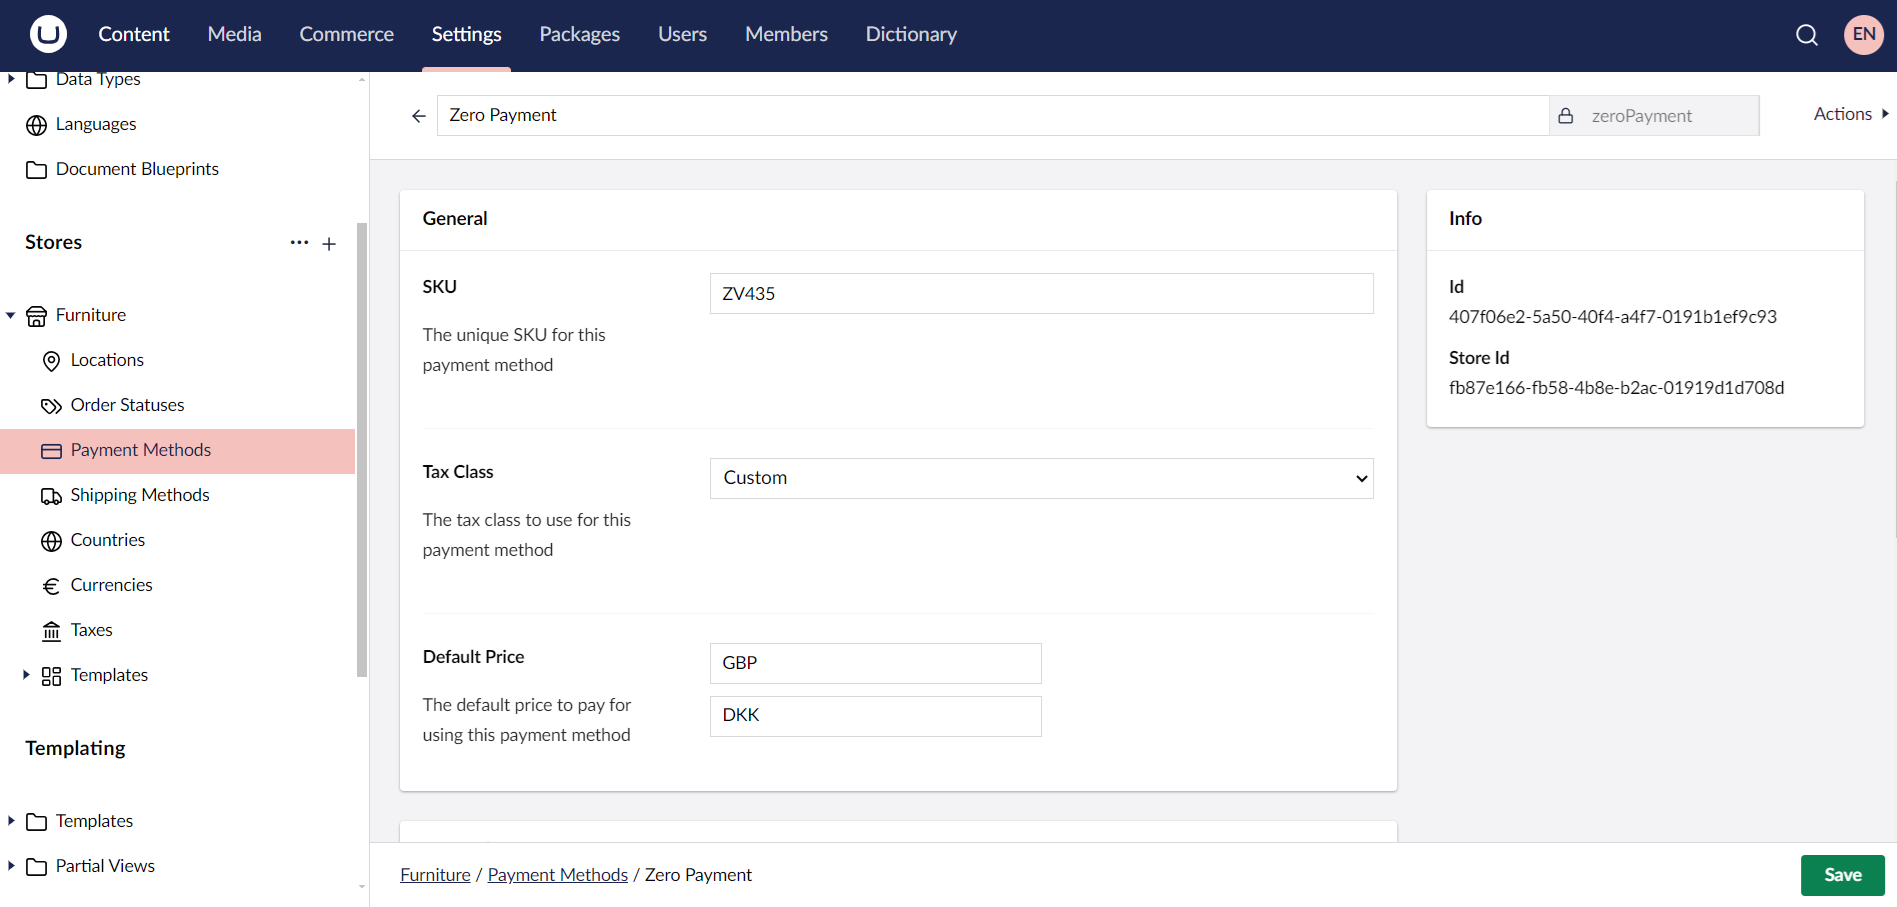 Content Media Commerce Settings Packages Users Members Dictionary EN
Data Types
Languages
Document Blueprints
Stores
Furniture
Locations
Order Statuses
Payment Methods
Shipping Methods
Countries
Currencies
Taxes
Templates
Templating
Templates
Partial Views
Zero Payment zeroPayment Actions
General
SKU ZV435
The unique SKU for this
payment method
Tax Class Custom
The tax class to use for this
payment method
Default Price GBP
The default price to pay for DKK
using this payment method
Info
Id
407f06e2-5a50-40f4-a4f7-0191b1ef9c93
Store Id
fb87e166-fb58-4b8e-b2ac-01919d1d708d
Furniture / Payment Methods / Zero Payment Save